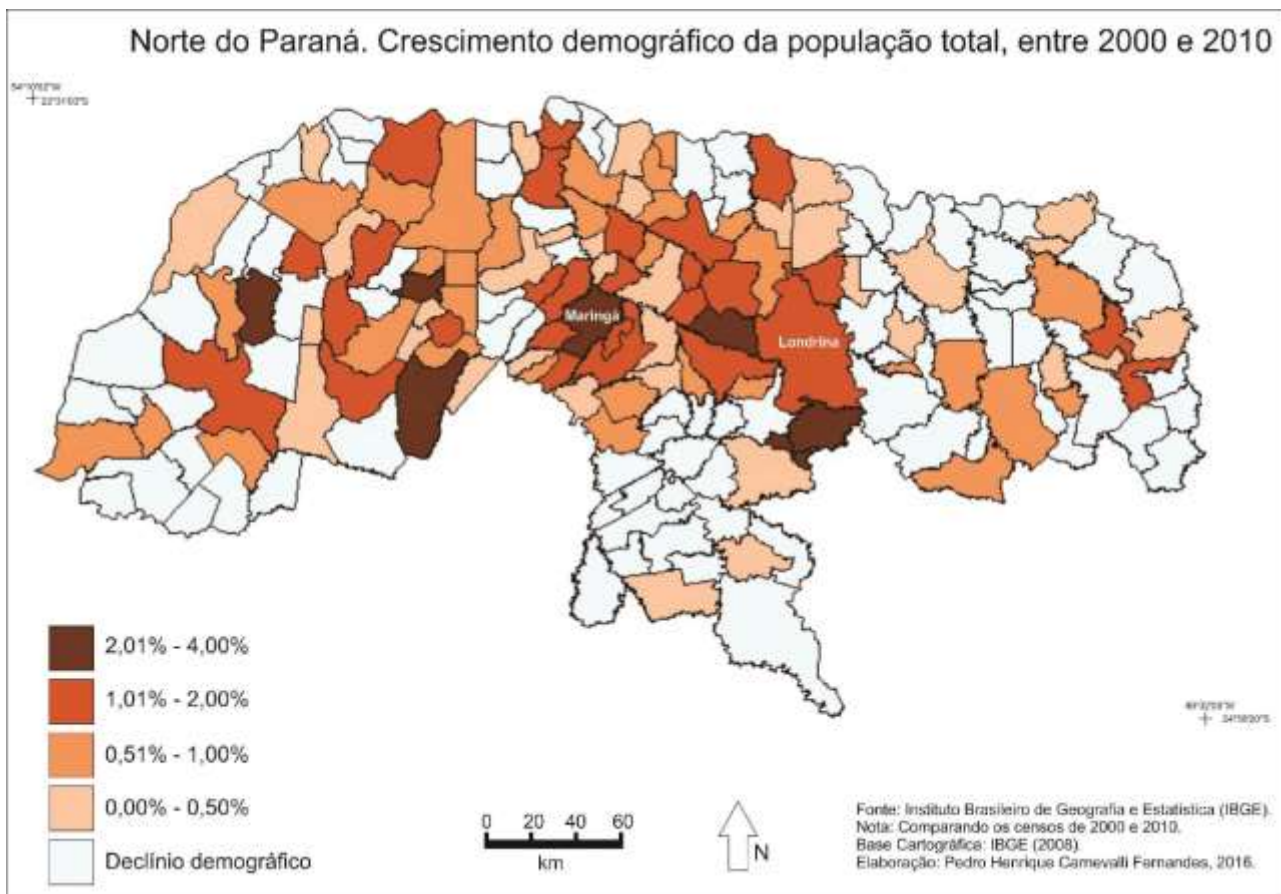 Norte do Paraná. Crescimento demográfico da população total, entre 2000 e 2010
Maringá
Londrina
2,01% - 4,00%
1,01% - 2,00%
0,51% - 1,00%
0,00% - 0,50%
Declínio demográfico
0 20 40 60
km
N
Fonte: Instituto Brasileiro de Geografia e Estatística (IBGE).
Nota: Comparando os censos de 2000 e 2010.
Base Cartográfica: IBGE (2008)
Elaboração: Pedro Henrique Carnevalli Fernandes, 2016.